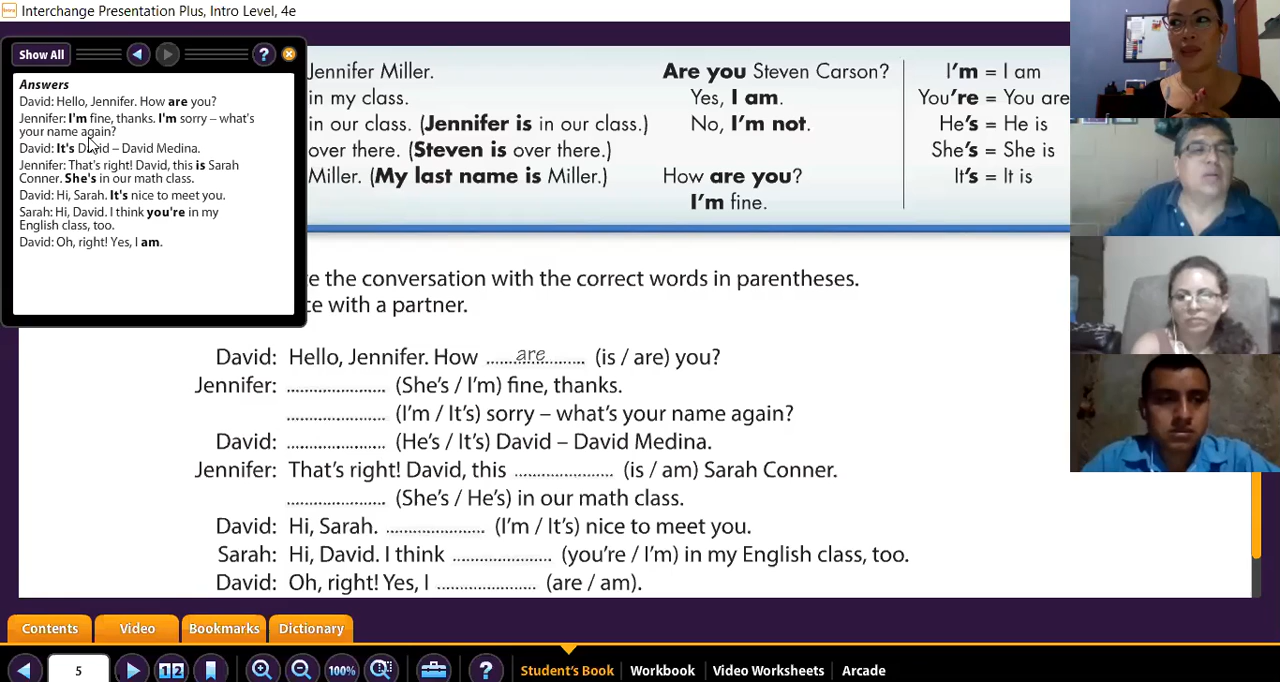 Interchange Presentation Plus, Intro Level, 4e
Show All
?
Answers
David: Hello, Jennifer. How are you?
Jennifer: I'm fine, thanks. I'm sorry – what's
your name again?
David: It's David – David Medina.
Jennifer: That's right! David, this is Sarah
Conner. She's in our math class.
David: Hi, Sarah. It's nice to meet you.
Sarah: Hi, David. I think you're in my
English class, too.
David: Oh, right! Yes, I am.
Jennifer Miller.
in my class.
in our class. (Jennifer is in our class.)
over there. (Steven is over there.)
Miller. (My last name is Miller.)
Are you Steven Carson?
Yes, I am.
No, I'm not.
How are you?
I'm fine.
I'm = I am
You're = You are
He's = He is
She's = She is
It's = It is
the conversation with the correct words in parentheses.
with a partner.
David: Hello, Jennifer. How ......are...... (is / are) you?
Jennifer: ...................... (She's / I'm) fine, thanks.
...................... (I'm / It's) sorry – what's your name again?
David: ...................... (He's / It's) David – David Medina.
Jennifer: That's right! David, this ...................... (is / am) Sarah Conner.
...................... (She's / He's) in our math class.
David: Hi, Sarah. ...................... (I'm / It's) nice to meet you.
Sarah: Hi, David. I think ...................... (you're / I'm) in my English class, too.
David: Oh, right! Yes, I ...................... (are / am).
Contents
Video
Bookmarks
Dictionary
5
12
100%
?
Student's Book
Workbook
Video Worksheets
Arcade